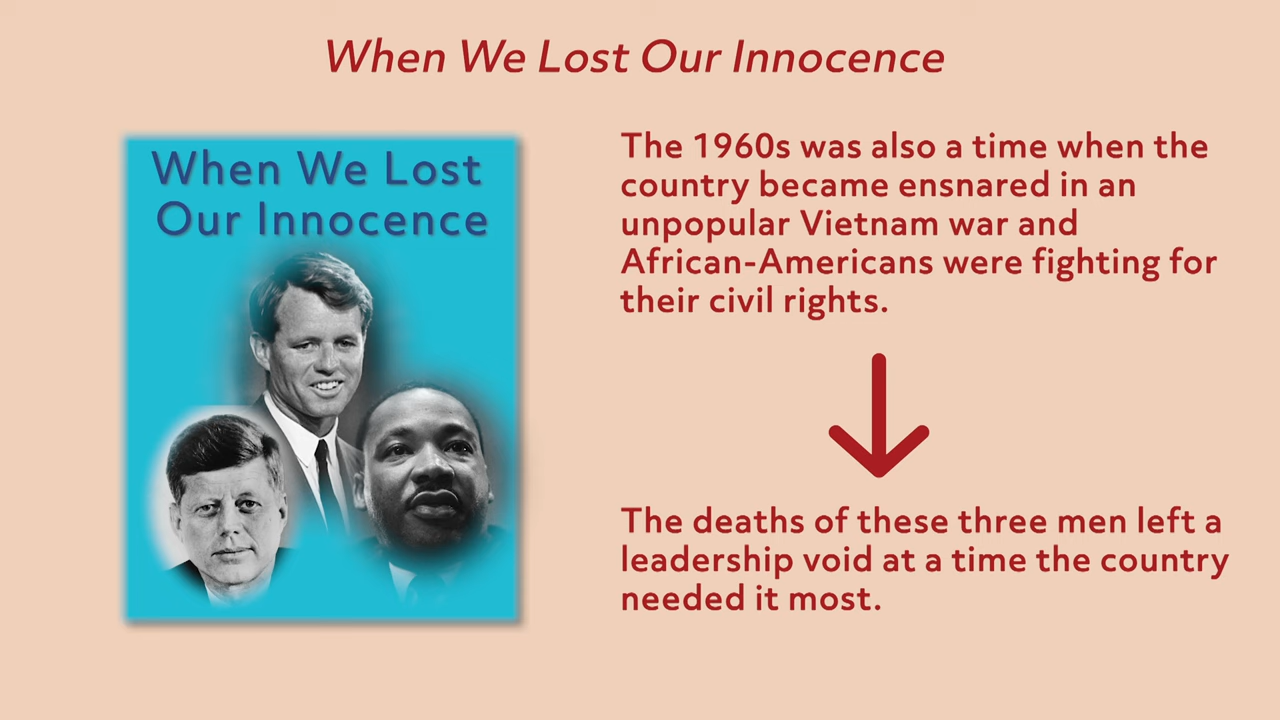 When We Lost Our Innocence
When We Lost
Our Innocence
The 1960s was also a time when the
country became ensnared in an
unpopular Vietnam war and
African-Americans were fighting for
their civil rights.
The deaths of these three men left a
leadership void at a time the country
needed it most.